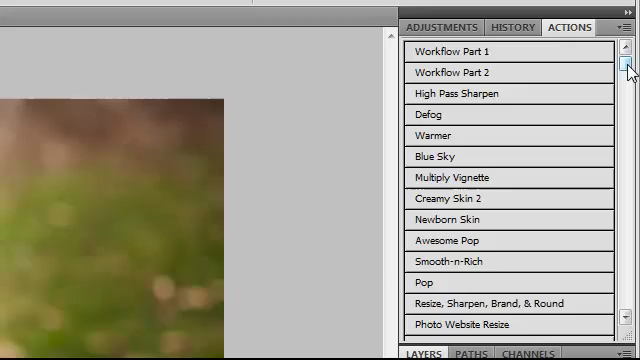 ADJUSTMENTS HISTORY ACTIONS
Workflow Part 1
Workflow Part 2
High Pass Sharpen
Defog
Warmer
Blue Sky
Multiply Vignette
Creamy Skin 2
Newborn Skin
Awesome Pop
Smooth-n-Rich
Pop
Resize, Sharpen, Brand, & Round
Photo Website Resize
LAYERS PATHS CHANNELS